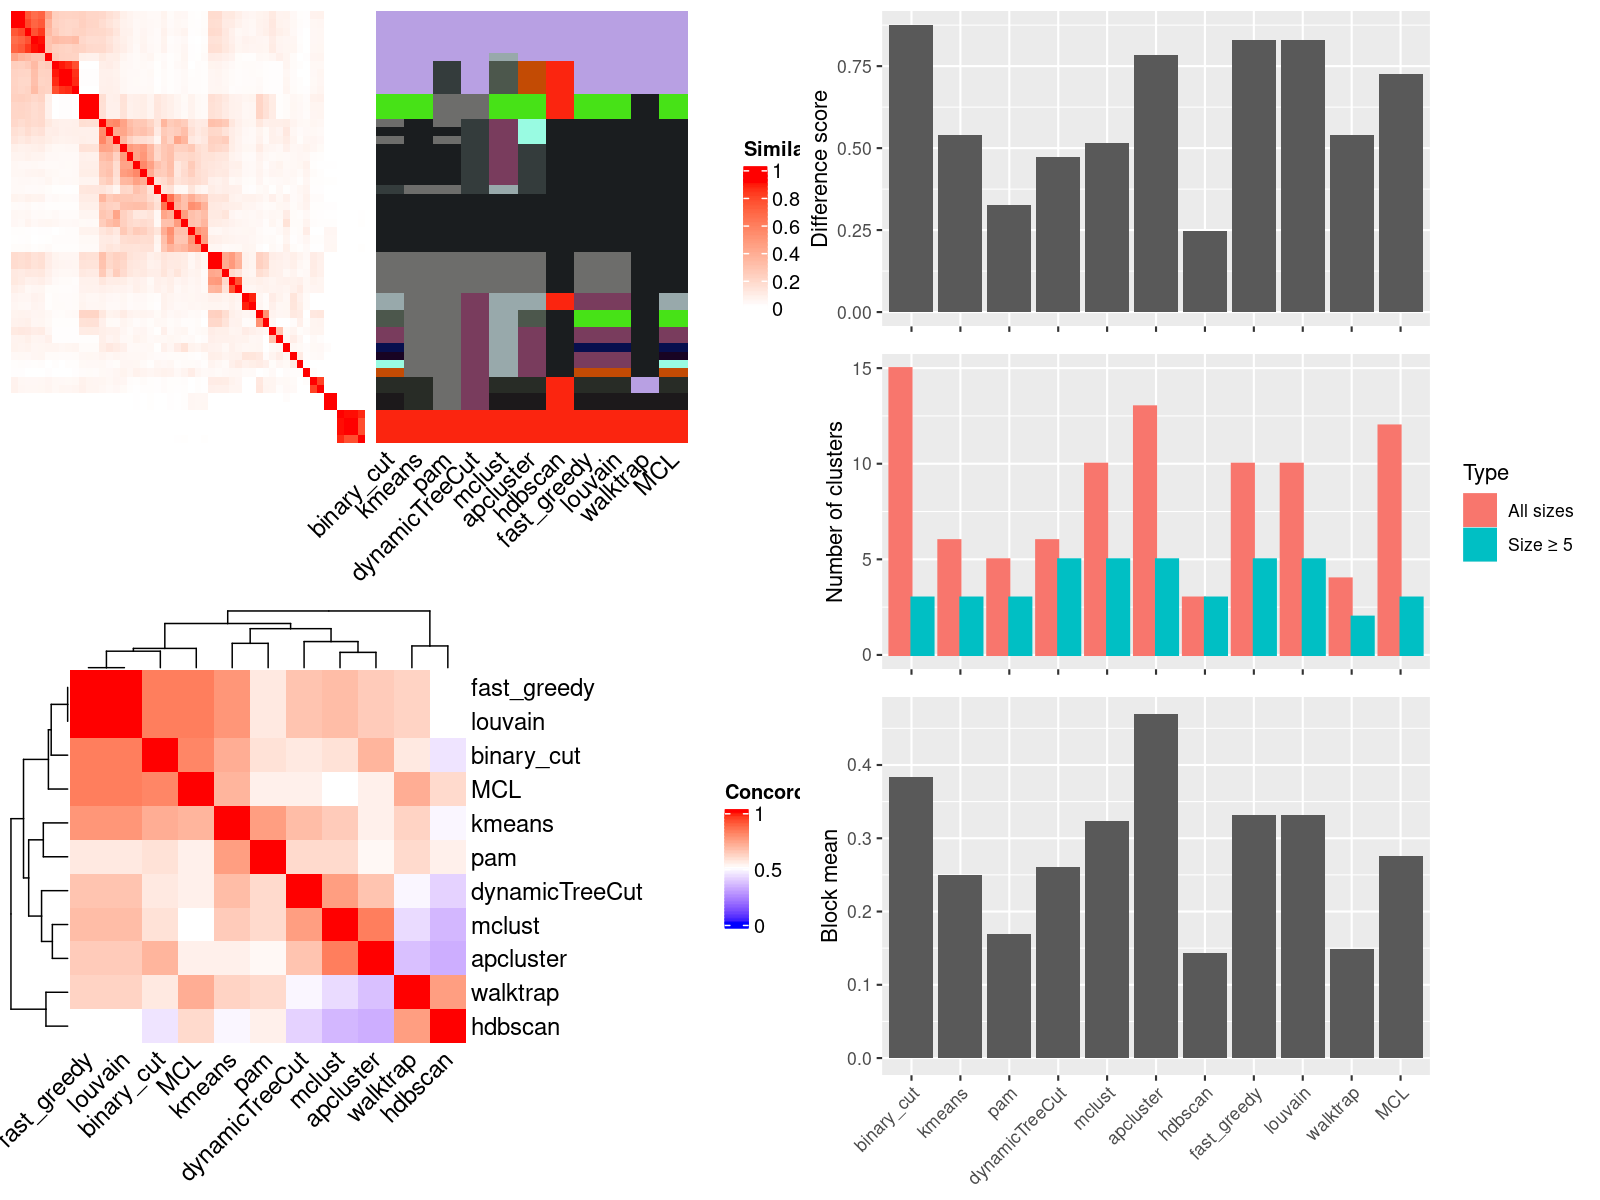 Simila
1
0.8
0.6
0.4
0.2
0
binary_cut
kmeans
pam
dynamicTreeCut
mclust
apcluster
hdbscan
fast_greedy
louvain
walktrap
MCL
fast_greedy
louvain
binary_cut
MCL
kmeans
pam
dynamicTreeCut
mclust
apcluster
walktrap
hdbscan
fast_greedy
louvain
binary_cut
MCL
kmeans
pam
dynamicTreeCut
mclust
apcluster
walktrap
hdbscan
Concord
1
0.5
0
Difference score
0.75
0.50
0.25
0.00
Number of clusters
15
10
5
0
Type
All sizes
Size ≥ 5
Block mean
0.4
0.3
0.2
0.1
0.0
binary_cut
kmeans
pam
dynamicTreeCut
mclust
apcluster
hdbscan
fast_greedy
louvain
walktrap
MCL